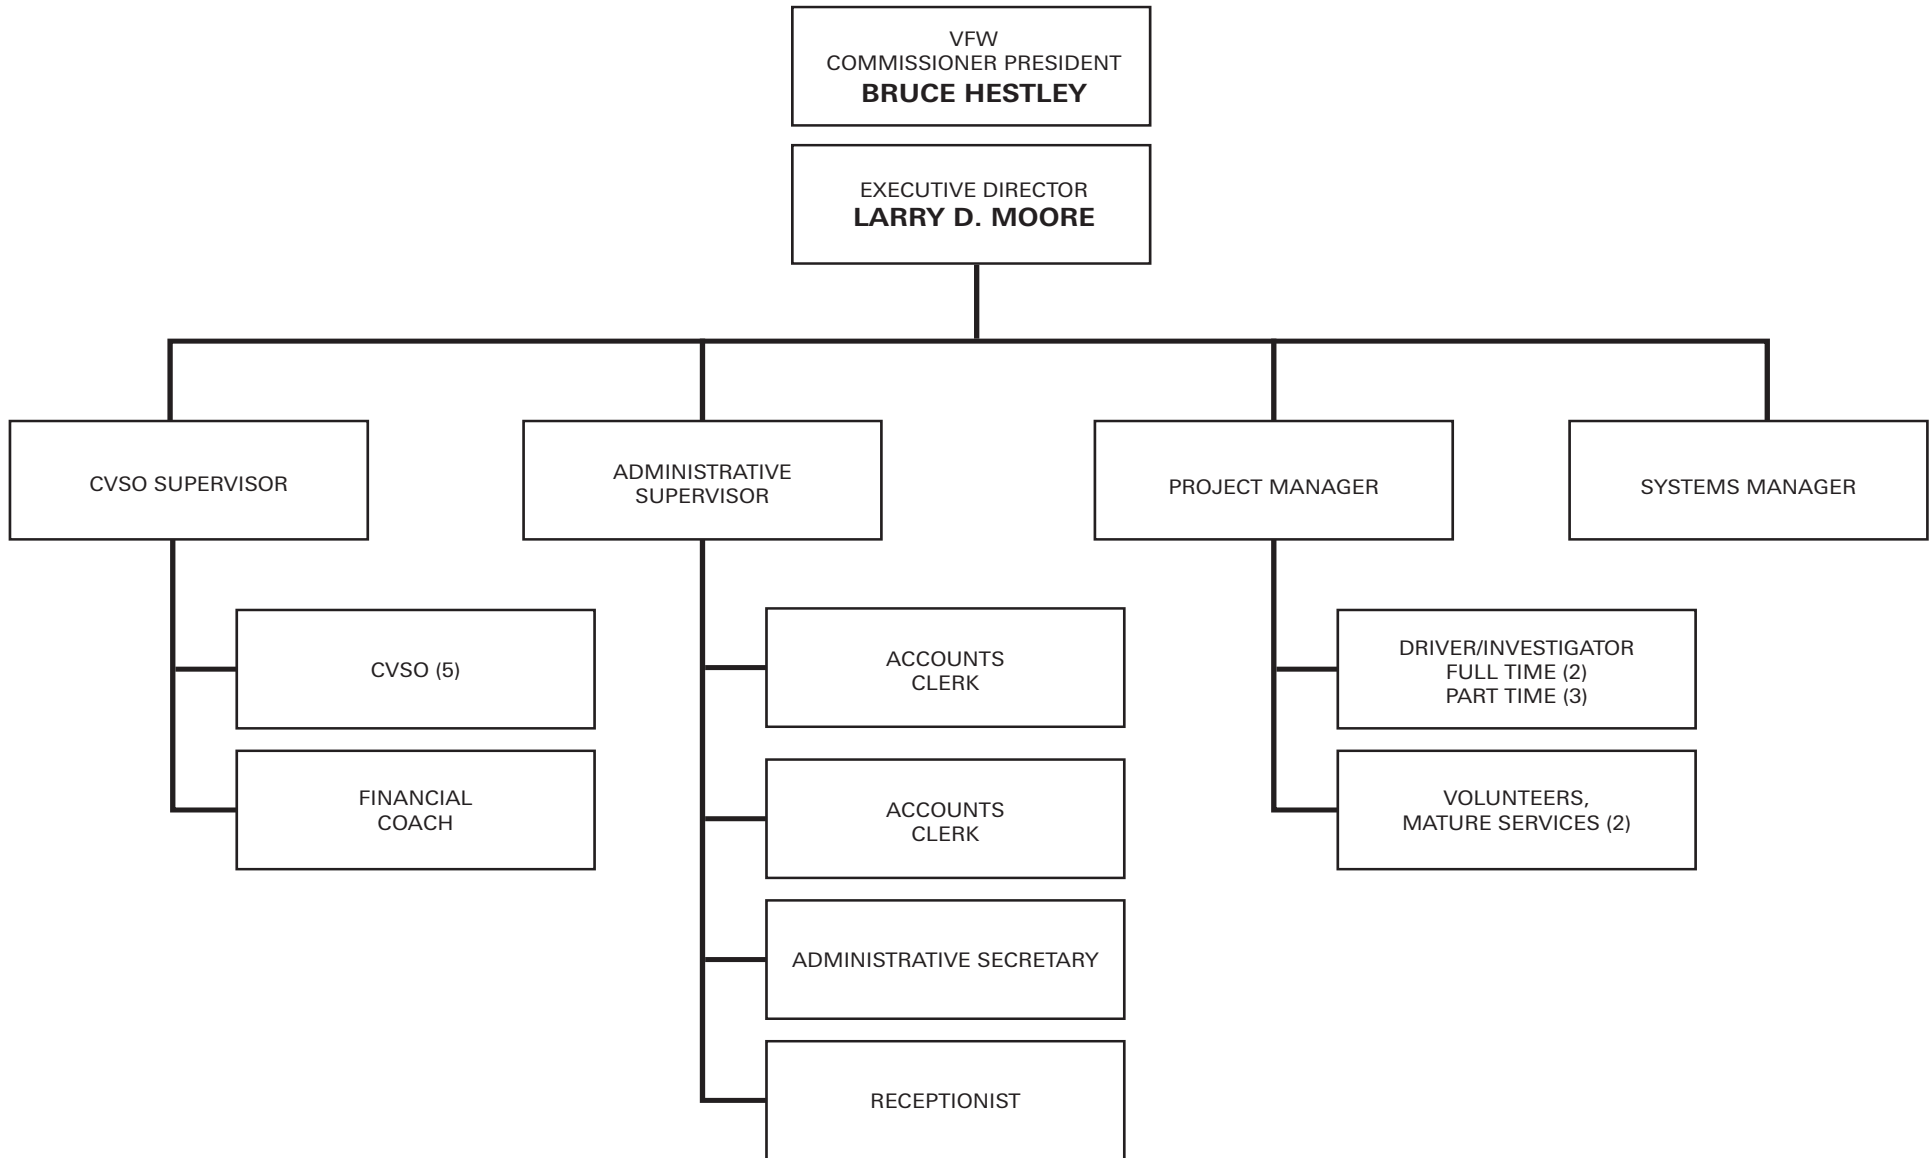 VFW
COMMISSIONER PRESIDENT
BRUCE HESTLEY
EXECUTIVE DIRECTOR
LARRY D. MOORE
CVSO SUPERVISOR
ADMINISTRATIVE
SUPERVISOR
PROJECT MANAGER
SYSTEMS MANAGER
CVSO (5)
FINANCIAL
COACH
ACCOUNTS
CLERK
ACCOUNTS
CLERK
ADMINISTRATIVE SECRETARY
RECEPTIONIST
DRIVER/INVESTIGATOR
FULL TIME (2)
PART TIME (3)
VOLUNTEERS,
MATURE SERVICES (2)